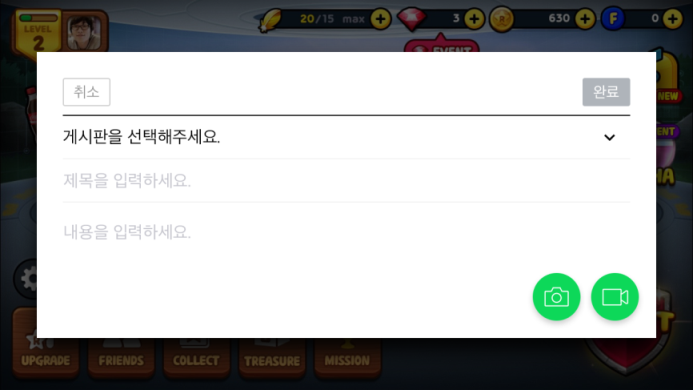 LEVEL
2
20/15 max
3
630
F
0
EVENT
취소
완료
NEW
게시판을 선택해주세요.
제목을 입력하세요.
내용을 입력하세요.
UPGRADE
FRIENDS
COLLECT
TREASURE
MISSION